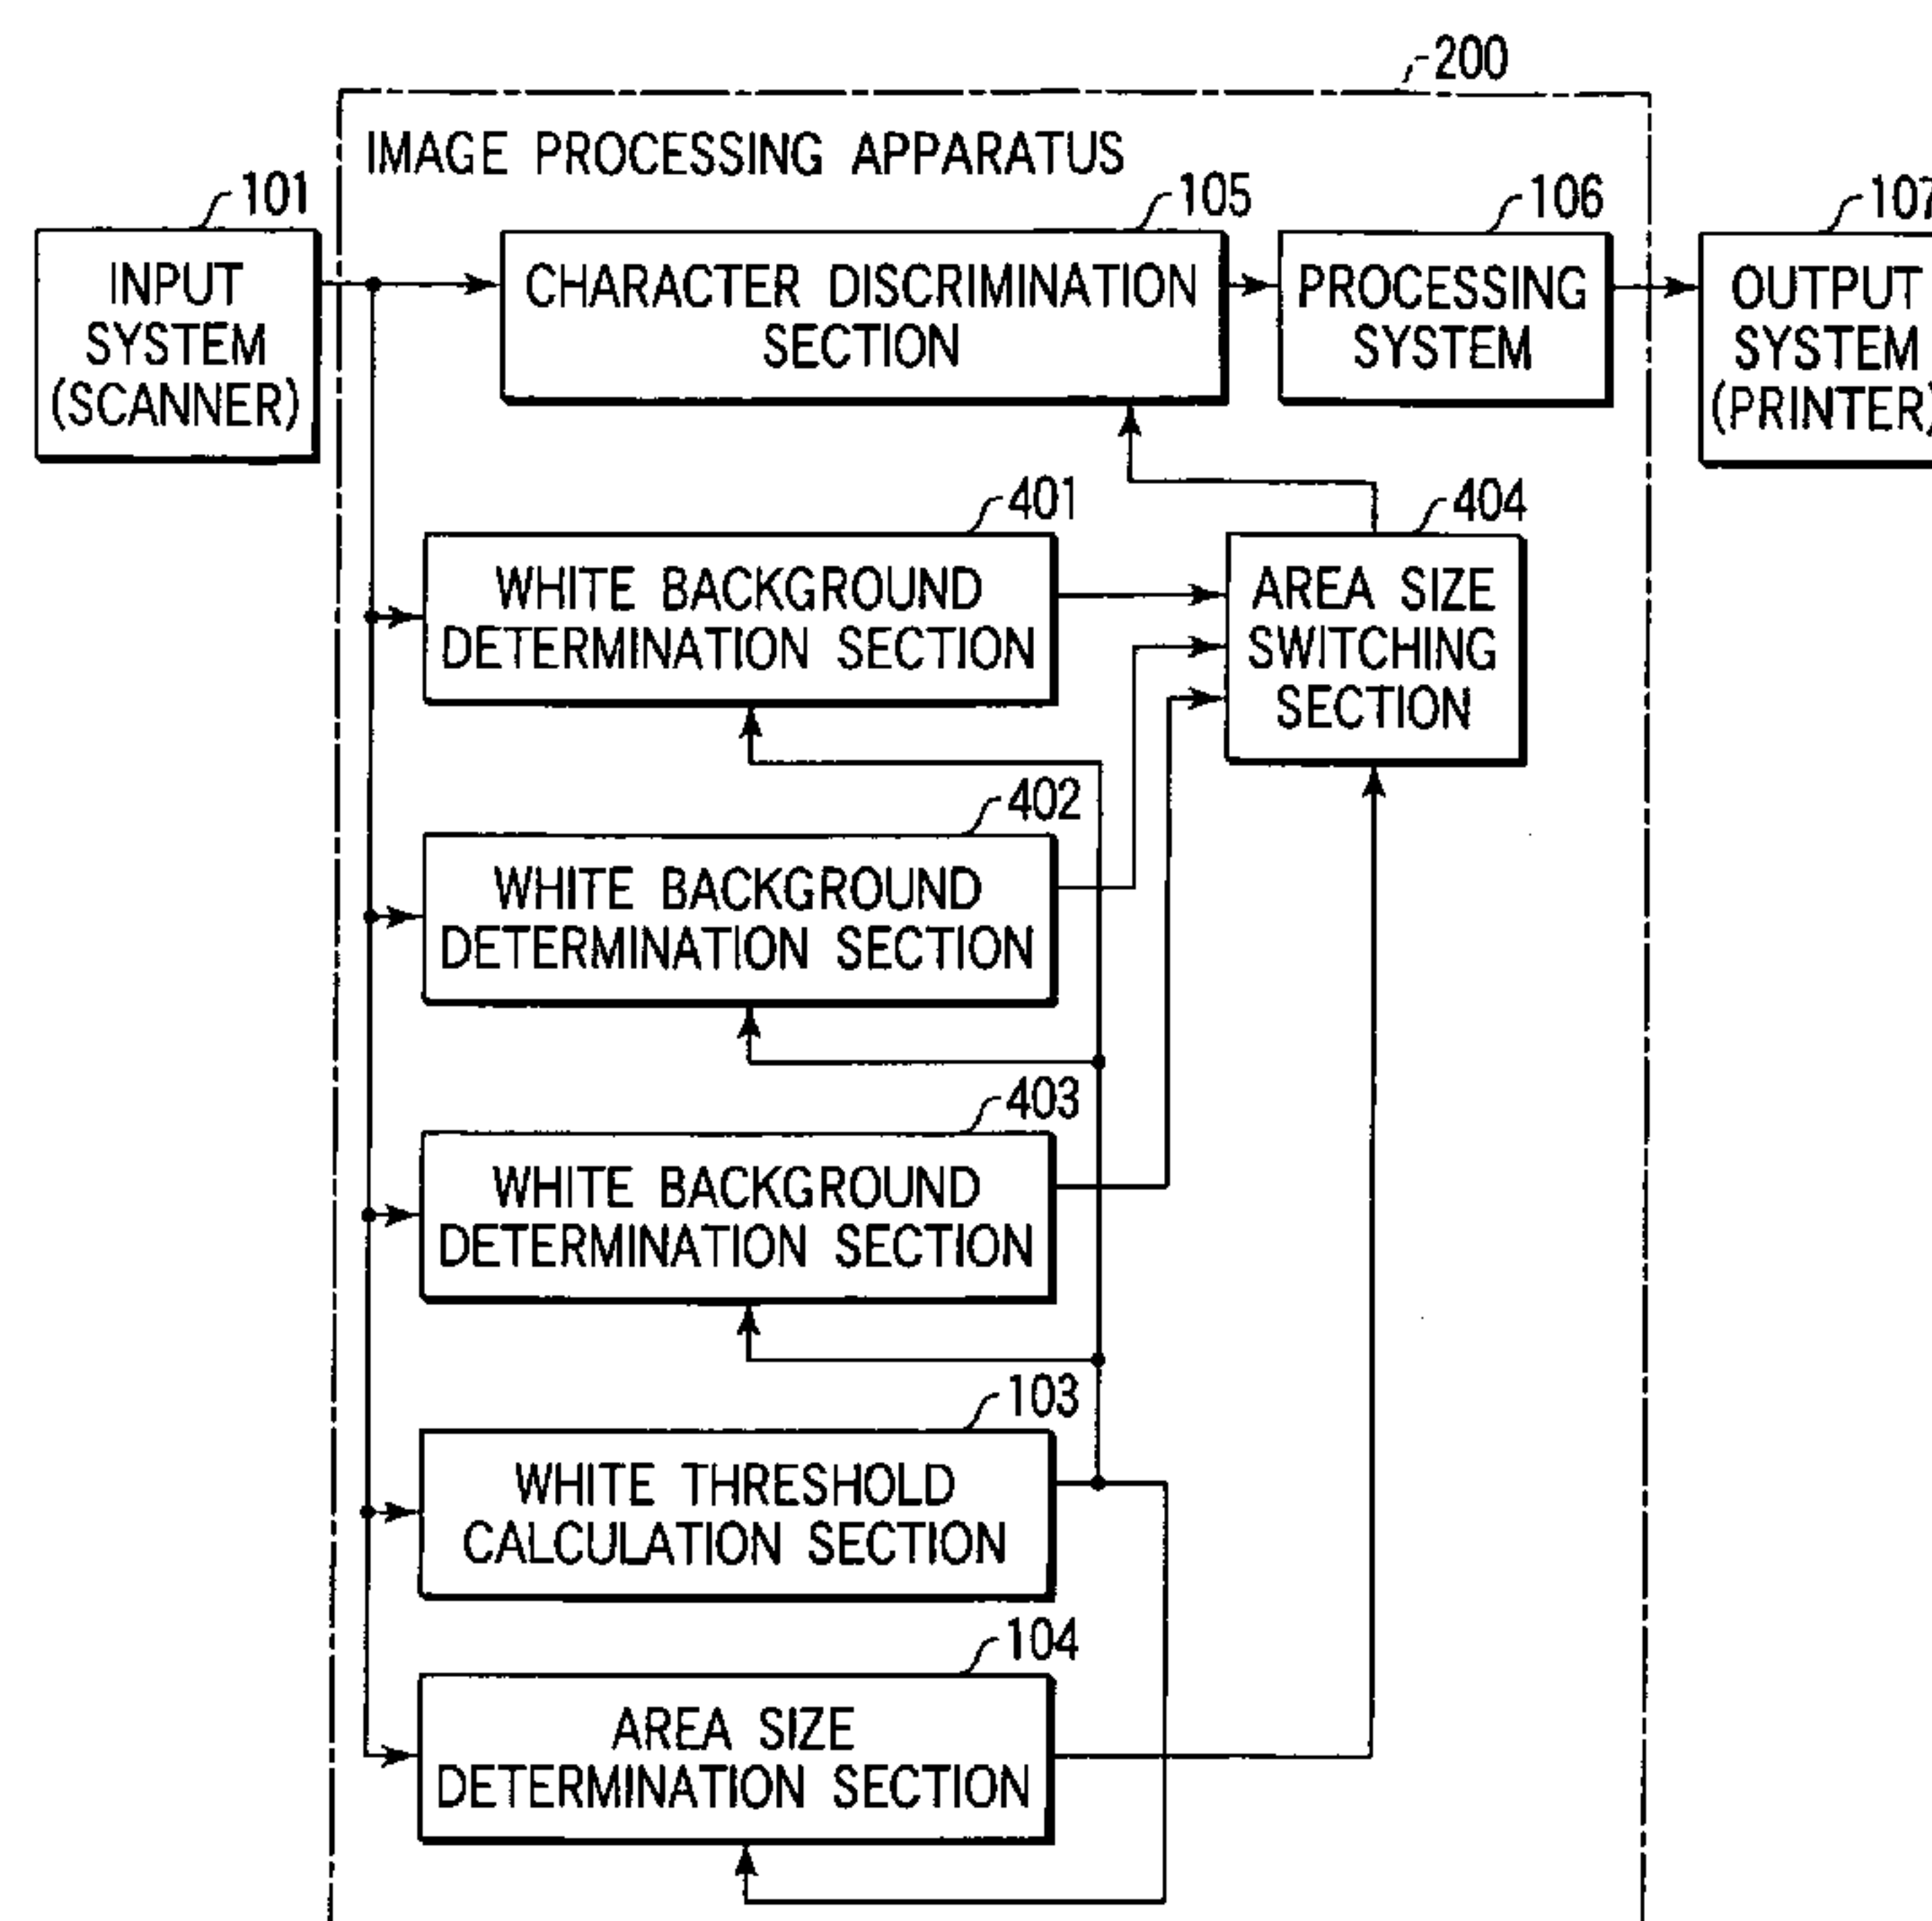 200
IMAGE PROCESSING APPARATUS
101
105
106
107
INPUT
SYSTEM
(SCANNER)
CHARACTER DISCRIMINATION
SECTION
PROCESSING
SYSTEM
OUTPUT
SYSTEM
(PRINTER)
401
404
WHITE BACKGROUND
DETERMINATION SECTION
AREA SIZE
SWITCHING
SECTION
402
WHITE BACKGROUND
DETERMINATION SECTION
403
WHITE BACKGROUND
DETERMINATION SECTION
103
WHITE THRESHOLD
CALCULATION SECTION
104
AREA SIZE
DETERMINATION SECTION